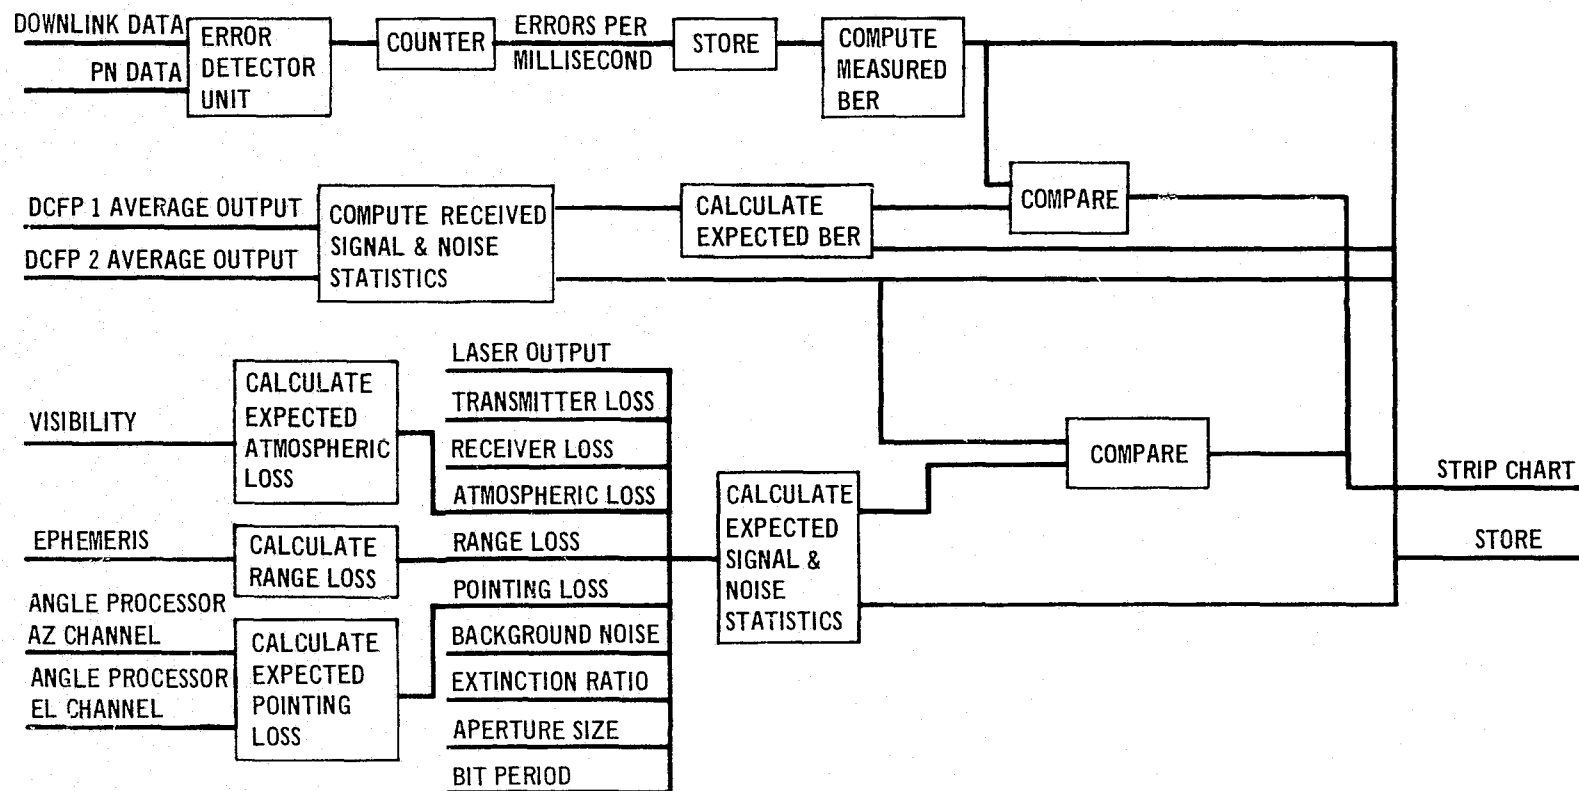 DOWNLINK DATA
PN DATA
ERROR
DETECTOR
UNIT
COUNTER
ERRORS PER
MILLISECOND
STORE
COMPUTE
MEASURED
BER
DCFP 1 AVERAGE OUTPUT
DCFP 2 AVERAGE OUTPUT
COMPUTE RECEIVED
SIGNAL & NOISE
STATISTICS
CALCULATE
EXPECTED BER
COMPARE
VISIBILITY
CALCULATE
EXPECTED
ATMOSPHERIC
LOSS
EPHEMERIS
CALCULATE
RANGE LOSS
ANGLE PROCESSOR
AZ CHANNEL
ANGLE PROCESSOR
EL CHANNEL
CALCULATE
EXPECTED
POINTING
LOSS
LASER OUTPUT
TRANSMITTER LOSS
RECEIVER LOSS
ATMOSPHERIC LOSS
RANGE LOSS
POINTING LOSS
BACKGROUND NOISE
EXTINCTION RATIO
APERTURE SIZE
BIT PERIOD
CALCULATE
EXPECTED
SIGNAL &
NOISE
STATISTICS
COMPARE
STRIP CHART
STORE